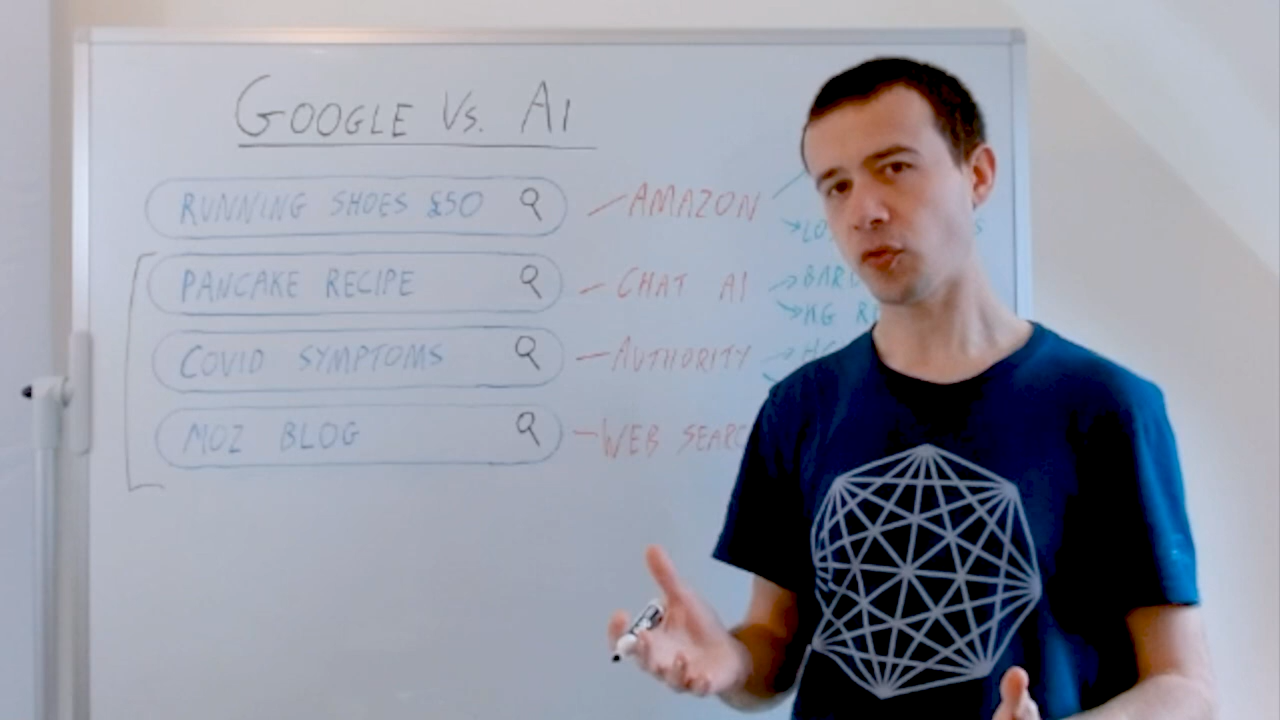 GOOGLE Vs. AI
RUNNING SHOES £50 – AMAZON
PANCAKE RECIPE – CHAT AI
COVID SYMPTOMS – AUTHORITY
MOZ BLOG – WEB